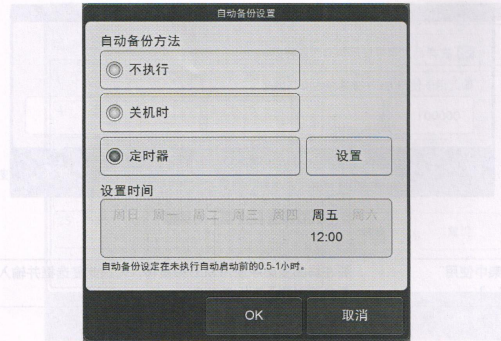 自动备份设置
自动备份方法
不执行
关机时
定时器 设置
设置时间
周日 周一 周二 周三 周四 周五 周六
12:00
自动备份设定在未执行自动启动前的0.5-1小时。
OK 取消